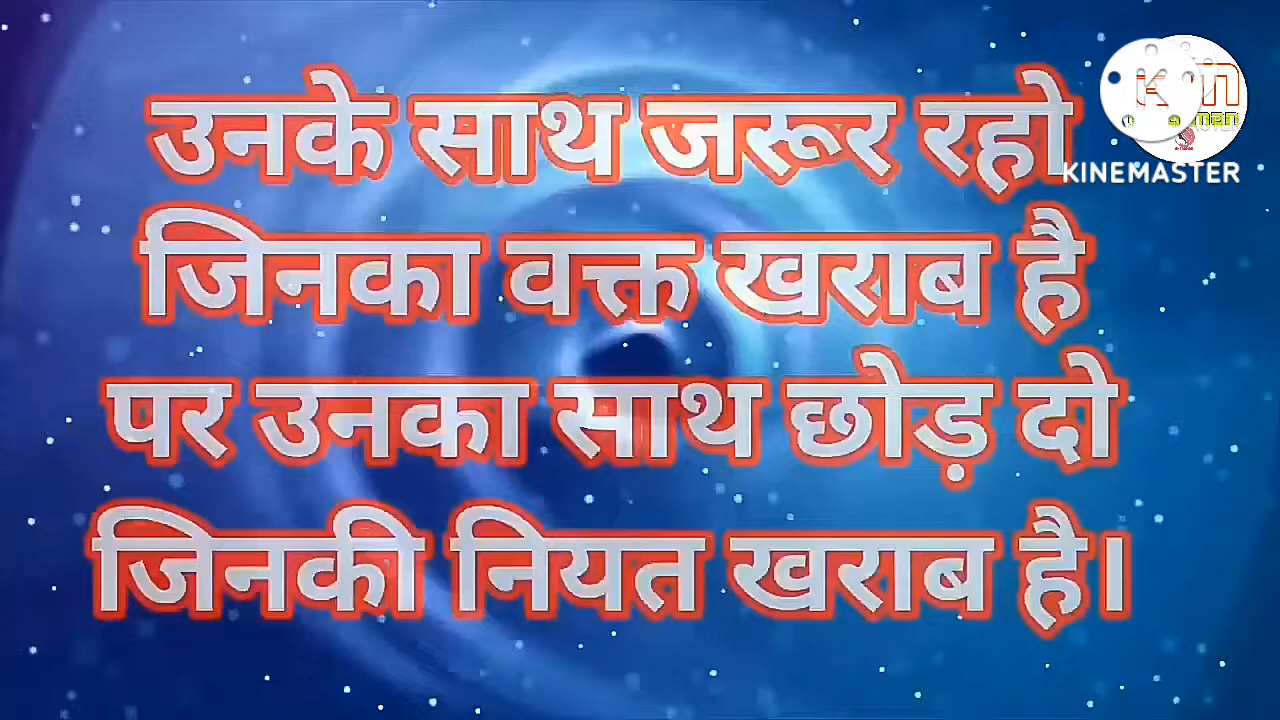 उनके साथ जरूर रहो
जिनका वक्त खराब है
पर उनका साथ छोड़ दो
जिनकी नियत खराब है।
KINEMASTER